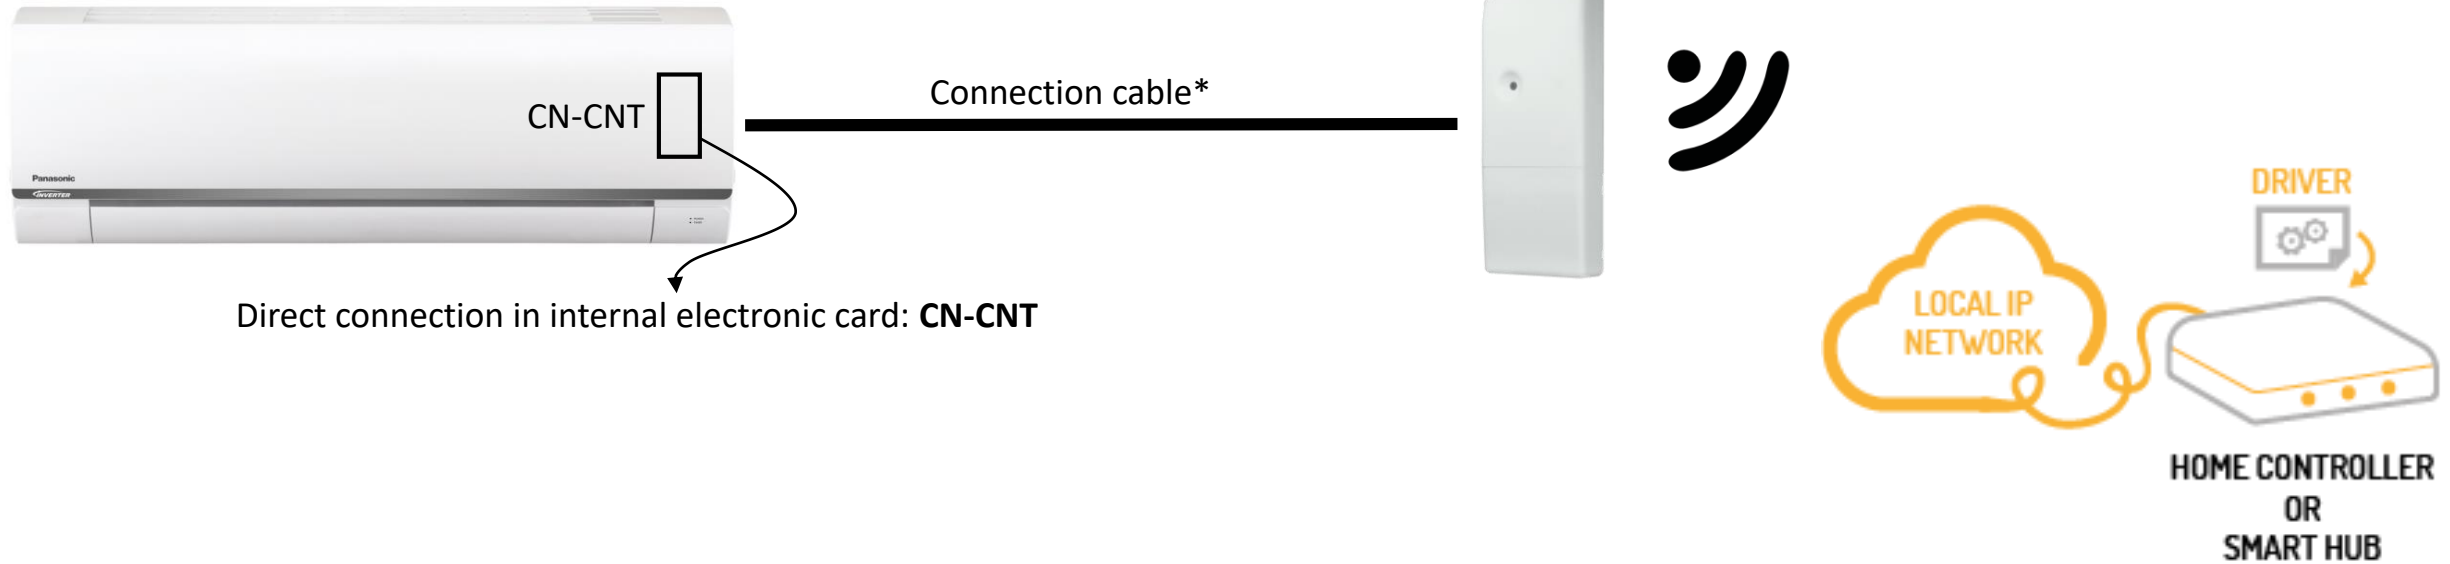 Connection cable*
CN-CNT
Panasonic
INVERTER
DRIVER
LOCAL IP
NETWORK
Direct connection in internal electronic card: CN-CNT
HOME CONTROLLER
OR
SMART HUB